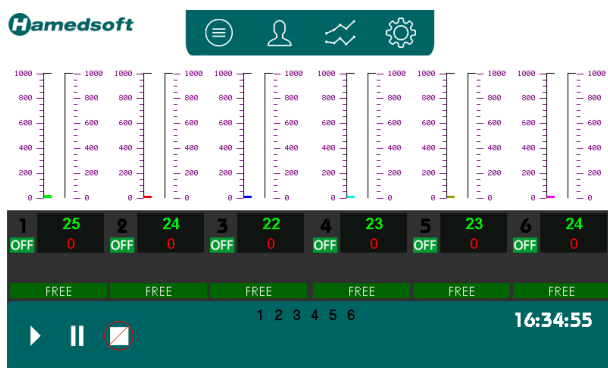 Hamedsoft
1000 1000 1000 1000 1000 1000 1000 1000 1000 1000 1000 1000
800 800 800 800 800 800 800 800 800 800 800 800
600 600 600 600 600 600 600 600 600 600 600 600
400 400 400 400 400 400 400 400 400 400 400 400
200 200 200 200 200 200 200 200 200 200 200 200
0 0 0 0 0 0 0 0 0 0 0 0
1 25 2 24 3 22 4 23 5 23 6 24
OFF 0 OFF 0 OFF 0 OFF 0 OFF 0 OFF 0
FREE FREE FREE FREE FREE FREE
1 2 3 4 5 6
16:34:55